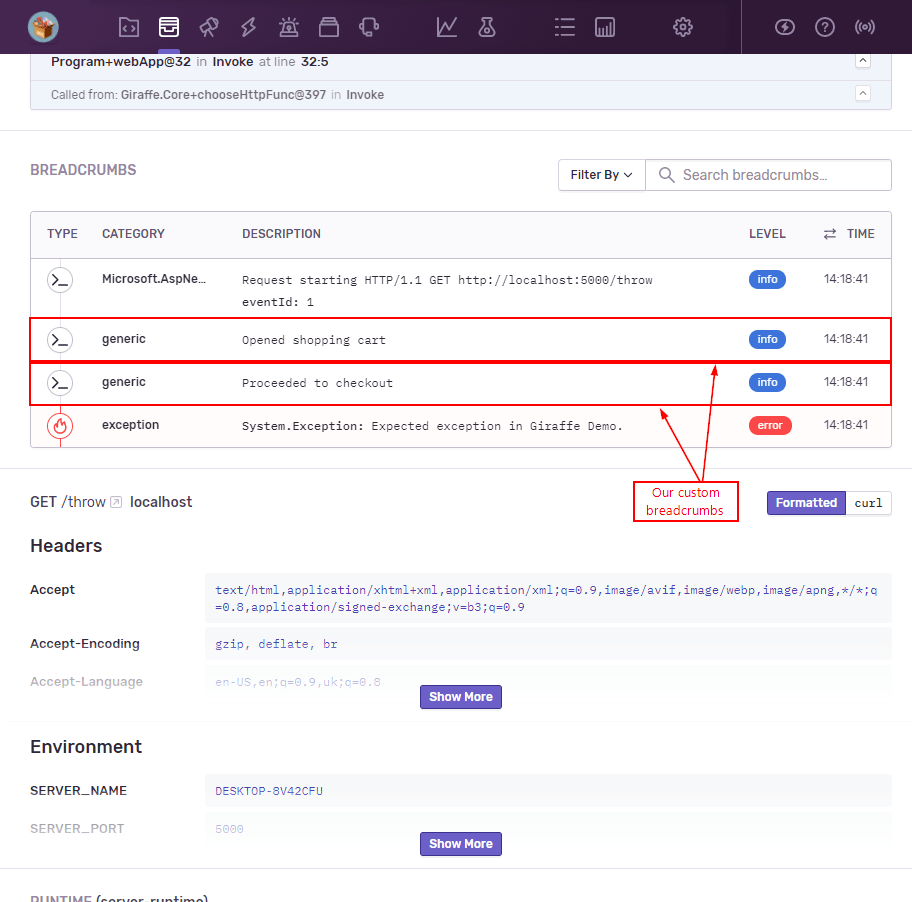 Program+webApp@32 in Invoke at line 32:5
Called from: Giraffe.Core+chooseHttpFunc@397 in Invoke
BREADCRUMBS
Filter By
Search breadcrumbs...
TYPE CATEGORY DESCRIPTION LEVEL TIME
Microsoft.AspNe... Request starting HTTP/1.1 GET http://localhost:5000/throw info 14:18:41
eventId: 1
generic Opened shopping cart info 14:18:41
generic Proceeded to checkout info 14:18:41
exception System.Exception: Expected exception in Giraffe Demo. error 14:18:41
Our custom
breadcrumbs
GET /throw localhost
Formatted curl
Headers
Accept text/html,application/xhtml+xml,application/xml;q=0.9,image/avif,image/webp,image/apng,*/*;q
=0.8,application/signed-exchange;v=b3;q=0.9
Accept-Encoding gzip, deflate, br
Accept-Language en-US,en;q=0.9,uk;q=0.8
Show More
Environment
SERVER_NAME DESKTOP-8V42CFU
SERVER_PORT 5000
Show More
RUNTIME (server_runtime)